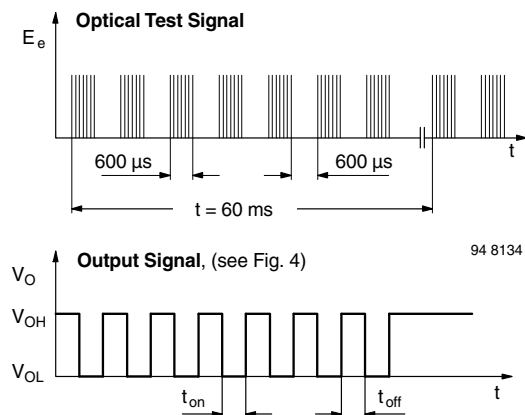 Optical Test Signal
E e
t
600 µs
600 µs
t = 60 ms
94 8134
Output Signal, (see Fig. 4)
V O
V OH
V OL
t on
t off
t